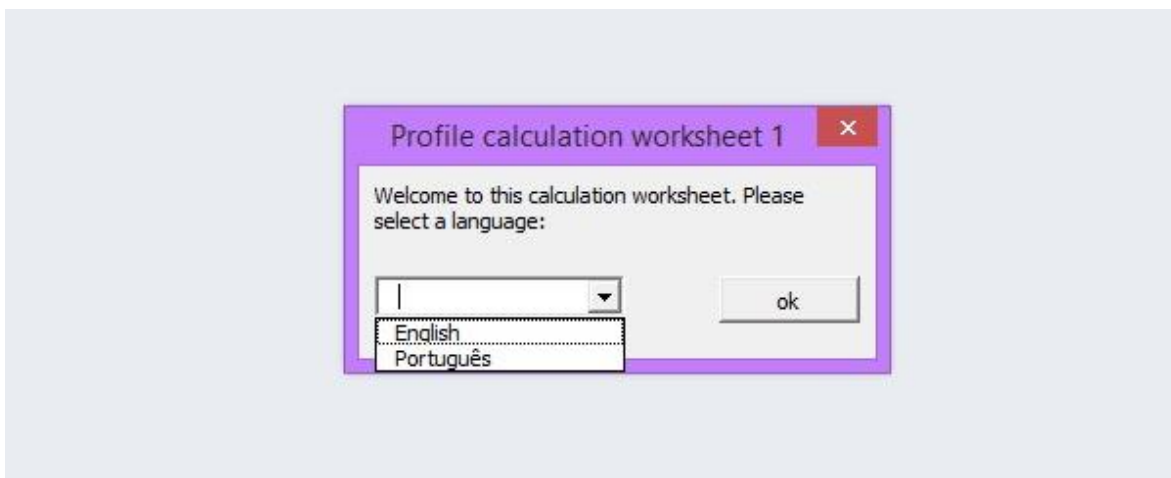 Profile calculation worksheet 1
Welcome to this calculation worksheet. Please
select a language:
ok
English
Português